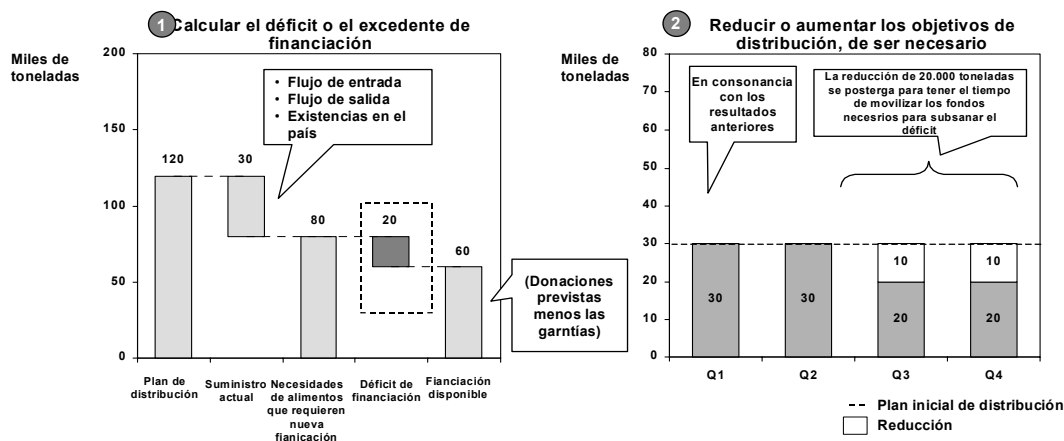 1 Calcular el déficit o el excedente de
financiación
Miles de
toneladas
200
150
100
50
0
• Flujo de entrada
• Flujo de salida
• Existencias en el
país
120
30
80
20
60
(Donaciones
previstas
menos las
garntías)
Plan de
distribución
Suministro
actual
Necesidades
de alimentos
que requieren
nueva
fianicación
Déficit de
financiación
Fianciación
disponible
2 Reducir o aumentar los objetivos de
distribución, de ser necesario
Miles de
toneladas
80
70
60
50
40
30
20
10
0
En consonancia
con los
resultados
anteriores
La reducción de 20.000 toneladas
se posterga para tener el tiempo
de movilizar los fondos
necesrios para subsanar el
déficit
30
30
10
20
10
20
Q1
Q2
Q3
Q4
Plan inicial de distribución
Reducción